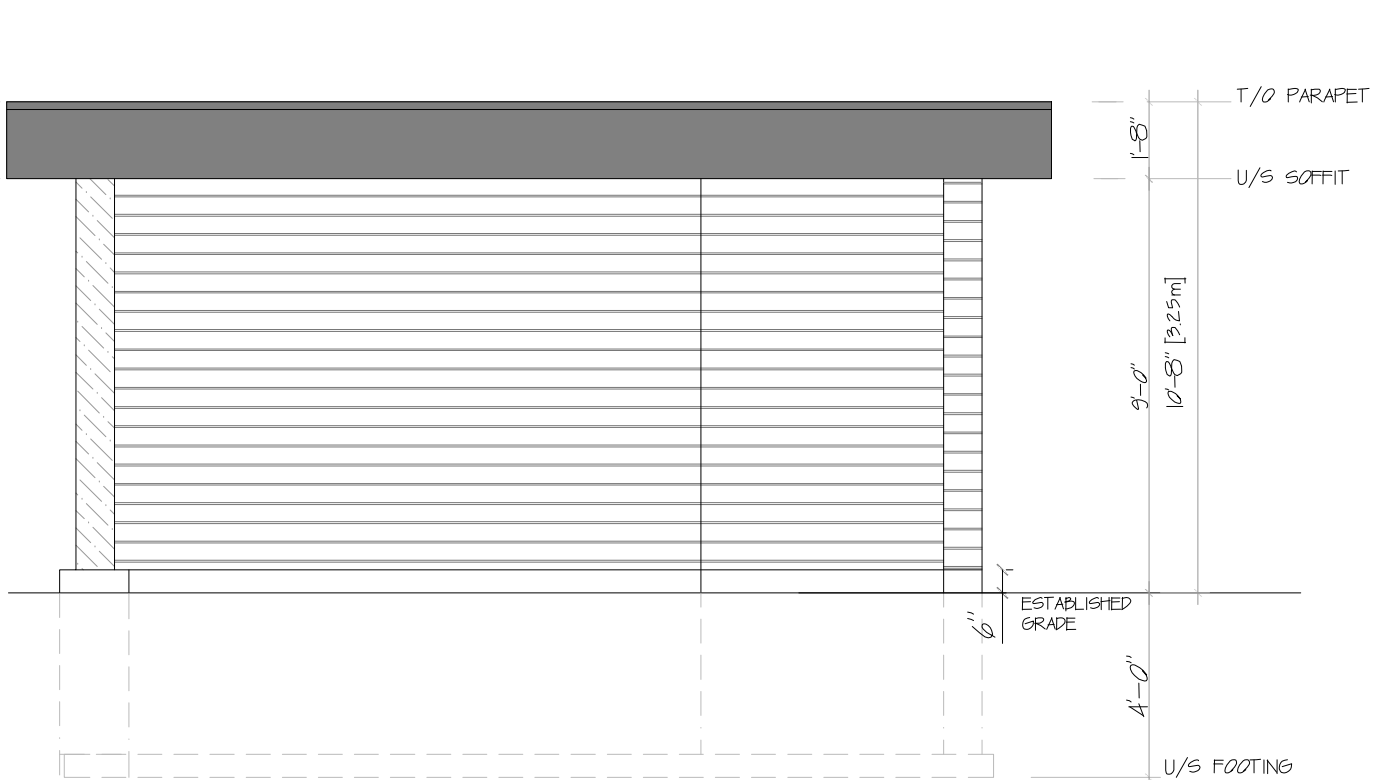 T/O PARAPET
1'-8"
U/S SOFFIT
10'-8" [3.25m]
9'-0"
ESTABLISHED
GRADE
6"
4'-0"
U/S FOOTING